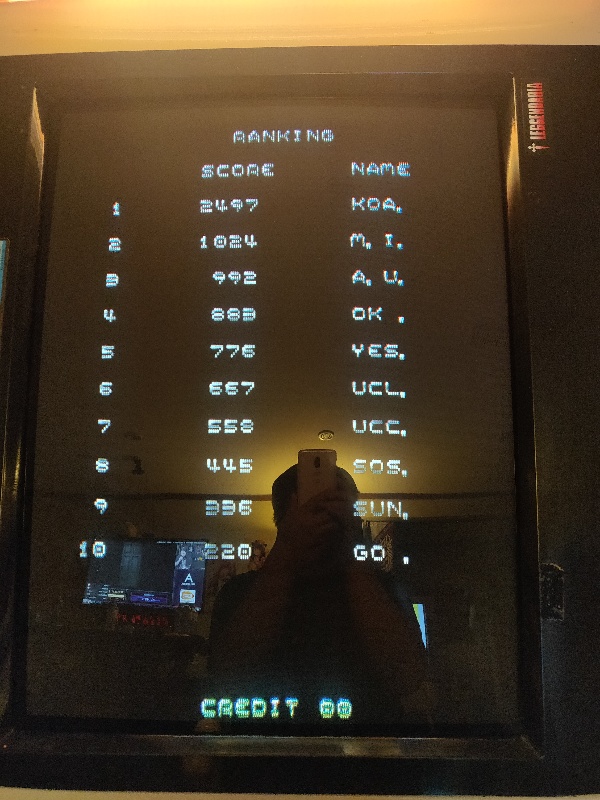 LEGGENDARIA
RANKING
SCORE NAME
1 2497 KOA.
2 1024 M. I.
3 992 A. U.
4 883 OK .
5 776 YES.
6 667 UCL.
7 558 UCC.
8 445 SOS.
9 336 SUN.
10 220 GO .
CREDIT 00